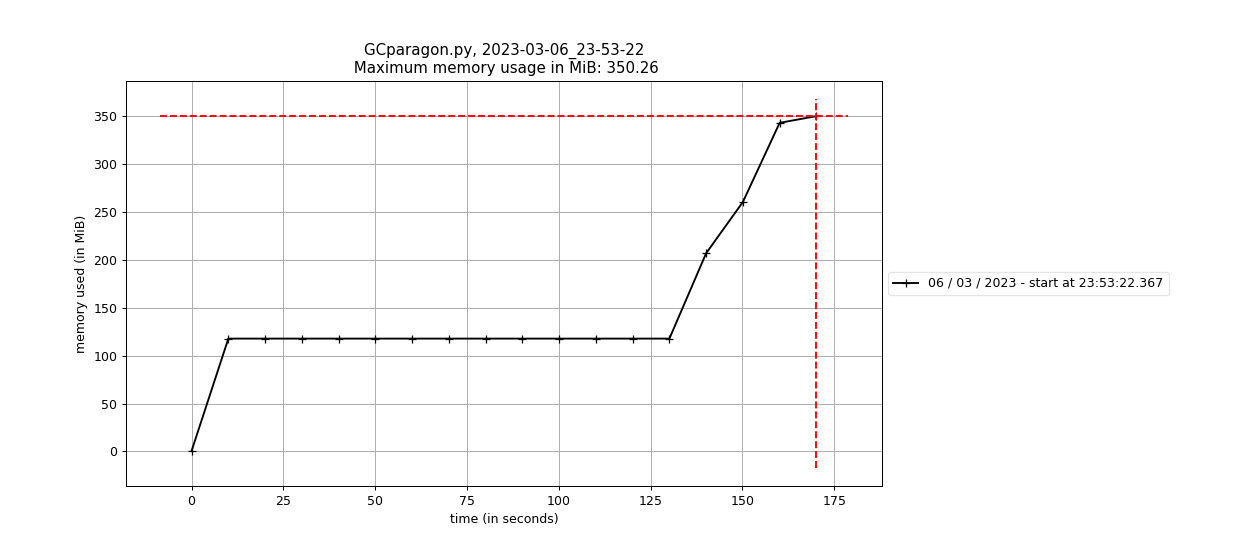 GCparagon.py, 2023-03-06_23-53-22
Maximum memory usage in MiB: 350.26
350
300
250
200
150
100
50
0
memory used (in MiB)
0 25 50 75 100 125 150 175
time (in seconds)
06 / 03 / 2023 - start at 23:53:22.367